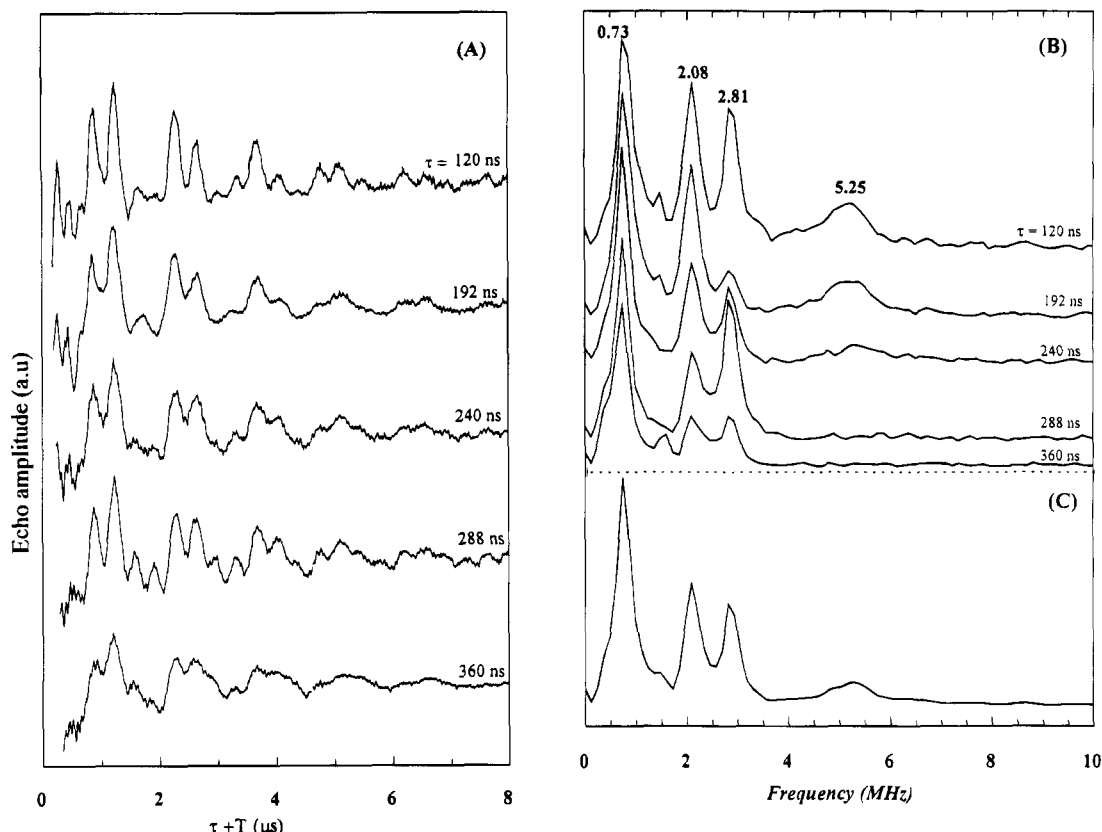 (A)
τ = 120 ns
192 ns
240 ns
288 ns
360 ns
Echo amplitude (a.u)
0 2 4 6 8
τ +T (µs)
(B)
0.73
2.08
2.81
5.25
τ = 120 ns
192 ns
240 ns
288 ns
360 ns
(C)
0 2 4 6 8 10
Frequency (MHz)